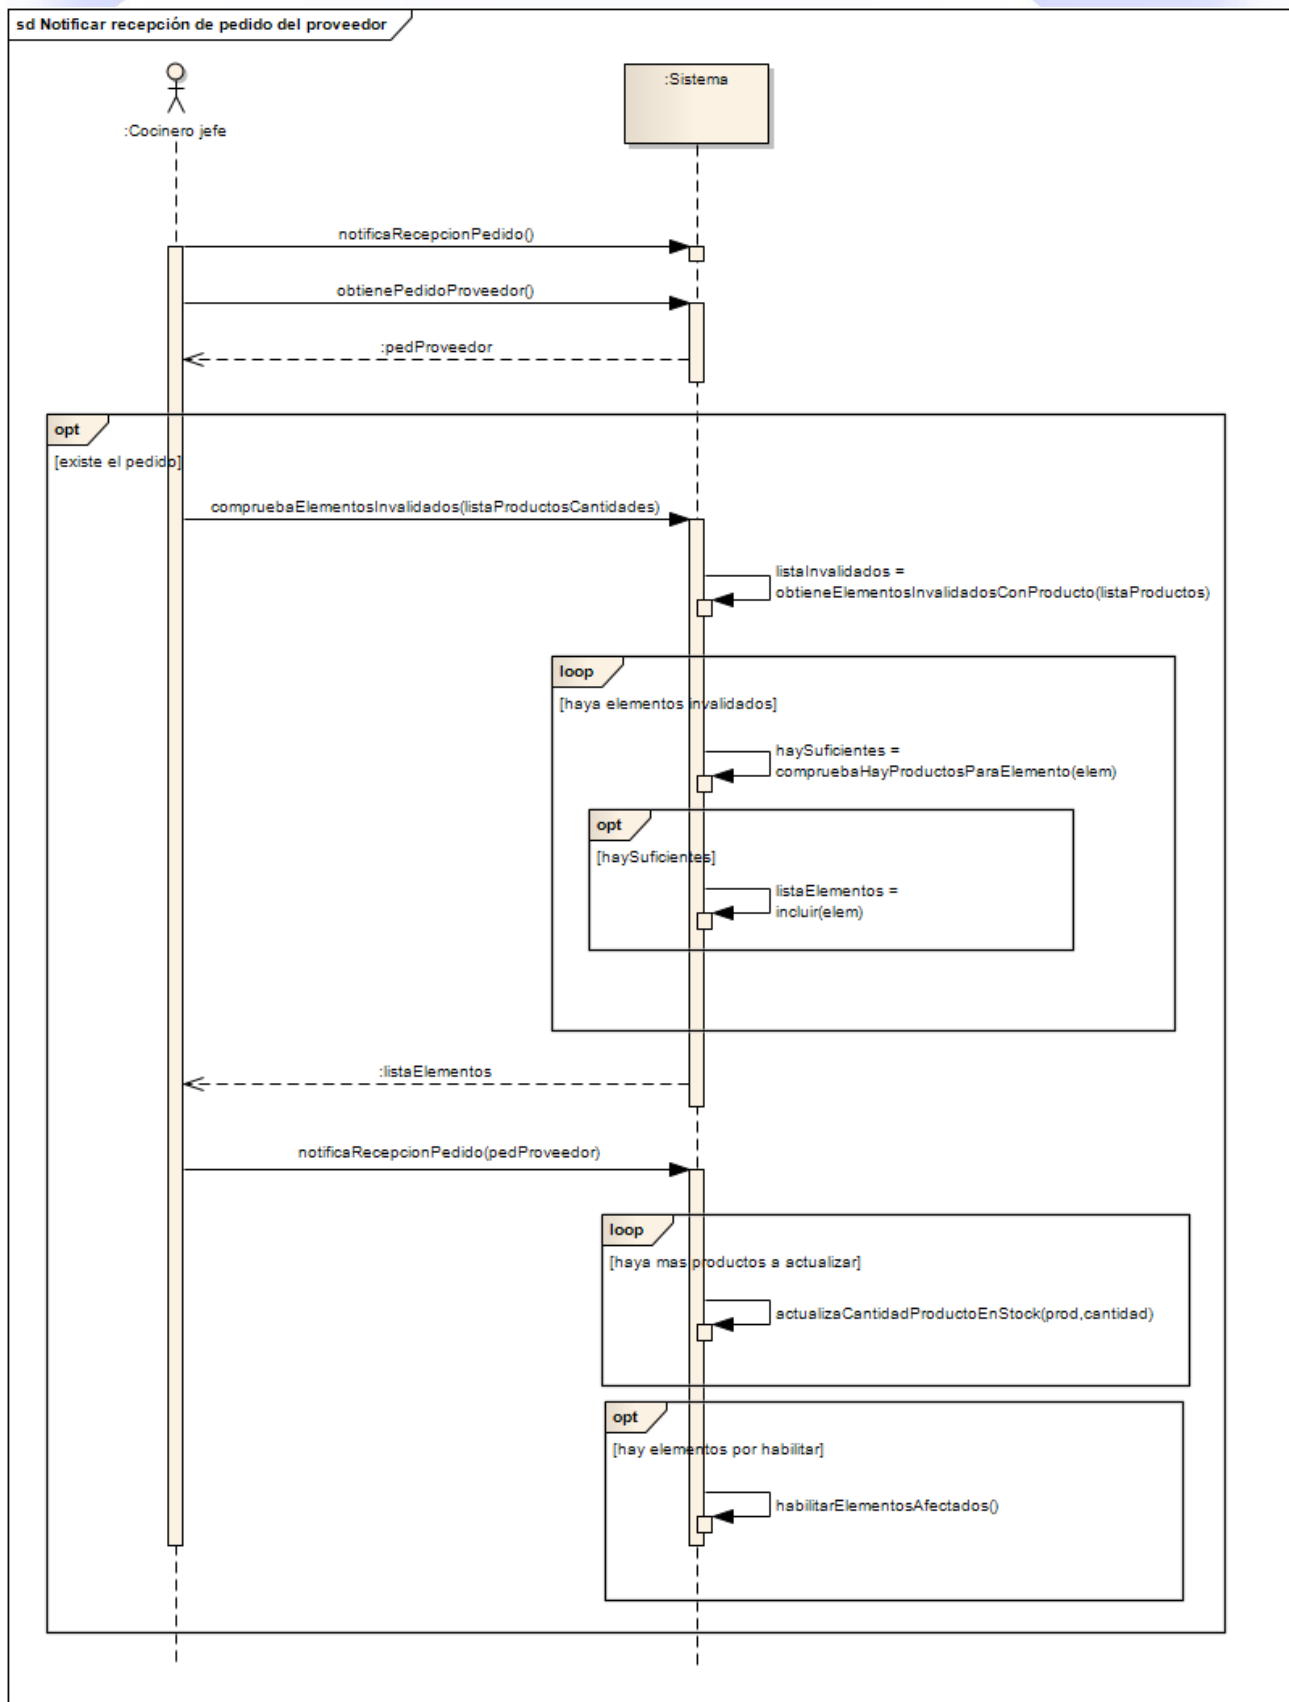 sd Notificar recepción de pedido del proveedor
:Cocinero jefe
:Sistema
notificaRecepcionPedido()
obtienePedidoProveedor()
:pedProveedor
opt
[existe el pedido]
compruebaElementosInvalidados(listaProductosCantidades)
listaInvalidados =
obtieneElementosInvalidadosConProducto(listaProductos)
loop
[haya elementos invalidados]
haySuficientes =
compruebaHayProductosParaElemento(elem)
opt
[haySuficientes]
listaElementos =
incluir(elem)
:listaElementos
notificaRecepcionPedido(pedProveedor)
loop
[haya mas productos a actualizar]
actualizaCantidadProductoEnStock(prod,cantidad)
opt
[hay elementos por habilitar]
habilitarElementosAfectados()